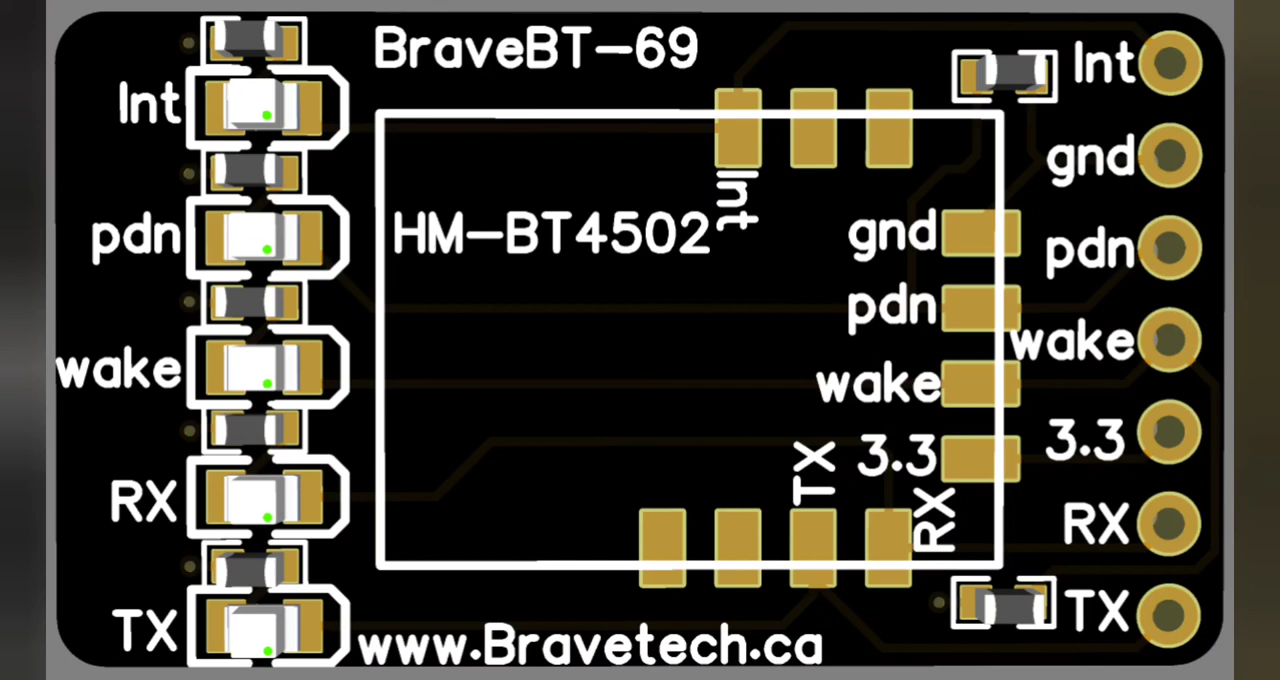 BraveBT-69
Int
pdn
wake
RX
TX
Int
HM-BT4502
gnd
pdn
wake
3.3
TX
RX
Int
gnd
pdn
wake
3.3
RX
TX
www.Bravetech.ca